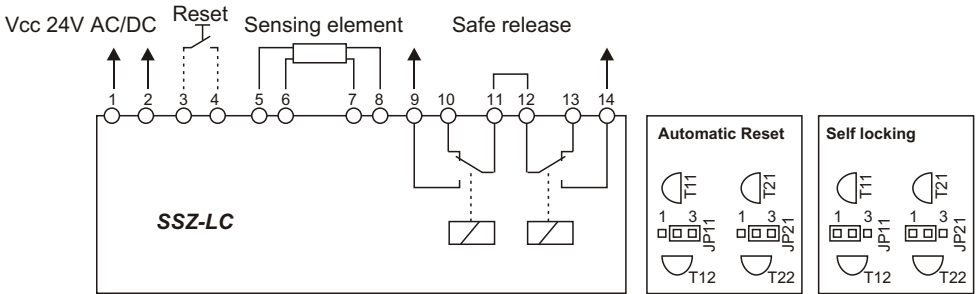 Vcc 24V AC/DC
Reset
Sensing element
Safe release
1 2 3 4 5 6 7 8 9 10 11 12 13 14
SSZ-LC
Automatic Reset
T11 T21
1 3 JP11 1 3 JP21
T12 T22
Self locking
T11 T21
1 3 JP11 1 3 JP21
T12 T22